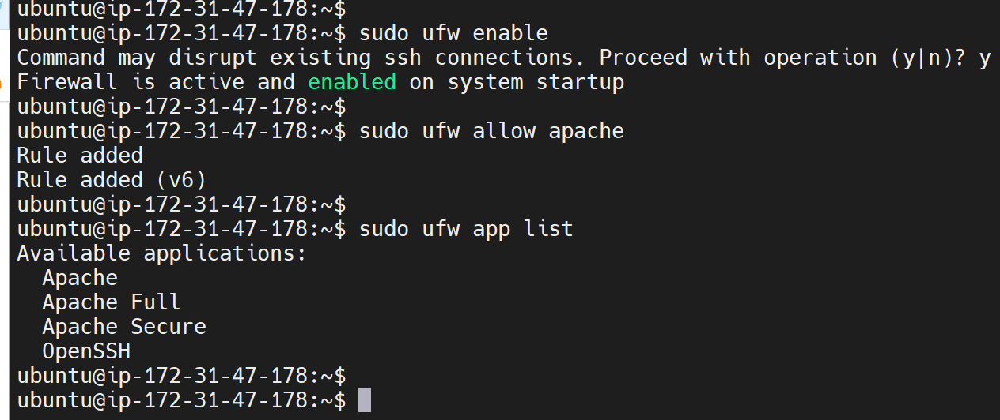 ubuntu@ip-172-31-47-178:~$
ubuntu@ip-172-31-47-178:~$ sudo ufw enable
Command may disrupt existing ssh connections. Proceed with operation (y|n)? y
Firewall is active and enabled on system startup
ubuntu@ip-172-31-47-178:~$
ubuntu@ip-172-31-47-178:~$ sudo ufw allow apache
Rule added
Rule added (v6)
ubuntu@ip-172-31-47-178:~$
ubuntu@ip-172-31-47-178:~$ sudo ufw app list
Available applications:
  Apache
  Apache Full
  Apache Secure
  OpenSSH
ubuntu@ip-172-31-47-178:~$
ubuntu@ip-172-31-47-178:~$